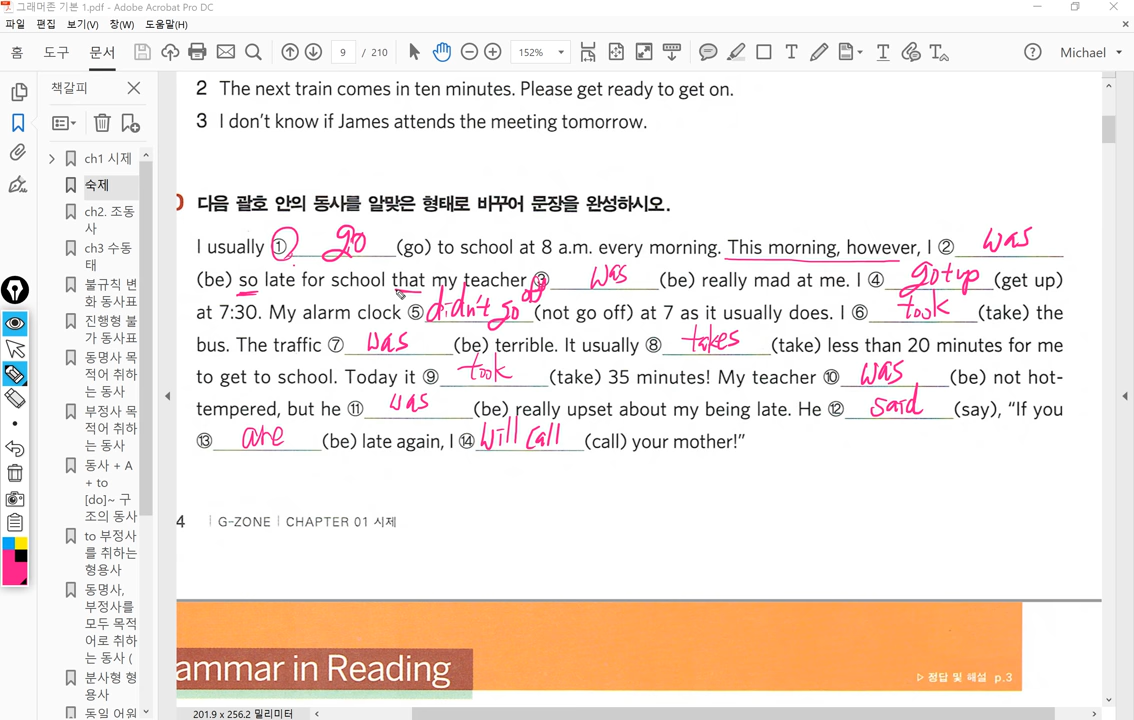 그래머존 기본 1.pdf - Adobe Acrobat Pro DC
파일 편집 보기(V) 창(W) 도움말(H)
홈 도구 문서 9 / 210 152% Michael
책갈피
ch1 시제
숙제
ch2. 조동
사
ch3 수동
태
불규칙 변
화 동사표
진행형 불
가 동사표
동명사 목
적어 취하
는 동사
부정사 목
적어 취하
는 동사
동사 + A
+ to
[do]~ 구
조의 동사
to 부정사
를 취하는
형용사
동명사,
부정사를
모두 목적
어로 취하
는 동사 (
분사형 형
용사
동일 어원
2 The next train comes in ten minutes. Please get ready to get on.
3 I don't know if James attends the meeting tomorrow.
다음 괄호 안의 동사를 알맞은 형태로 바꾸어 문장을 완성하시오.
I usually ① go (go) to school at 8 a.m. every morning. This morning, however, I ② was
(be) so late for school that my teacher ③ was (be) really mad at me. I ④ got up (get up)
at 7:30. My alarm clock ⑤ didn't go off (not go off) at 7 as it usually does. I ⑥ took (take) the
bus. The traffic ⑦ was (be) terrible. It usually ⑧ takes (take) less than 20 minutes for me
to get to school. Today it ⑨ took (take) 35 minutes! My teacher ⑩ was (be) not hot-
tempered, but he ⑪ was (be) really upset about my being late. He ⑫ said (say), "If you
⑬ are (be) late again, I ⑭ will call (call) your mother!"
4 G-ZONE CHAPTER 01 시제
ammar in Reading
▷ 정답 및 해설 p.3
201.9 x 256.2 밀리미터